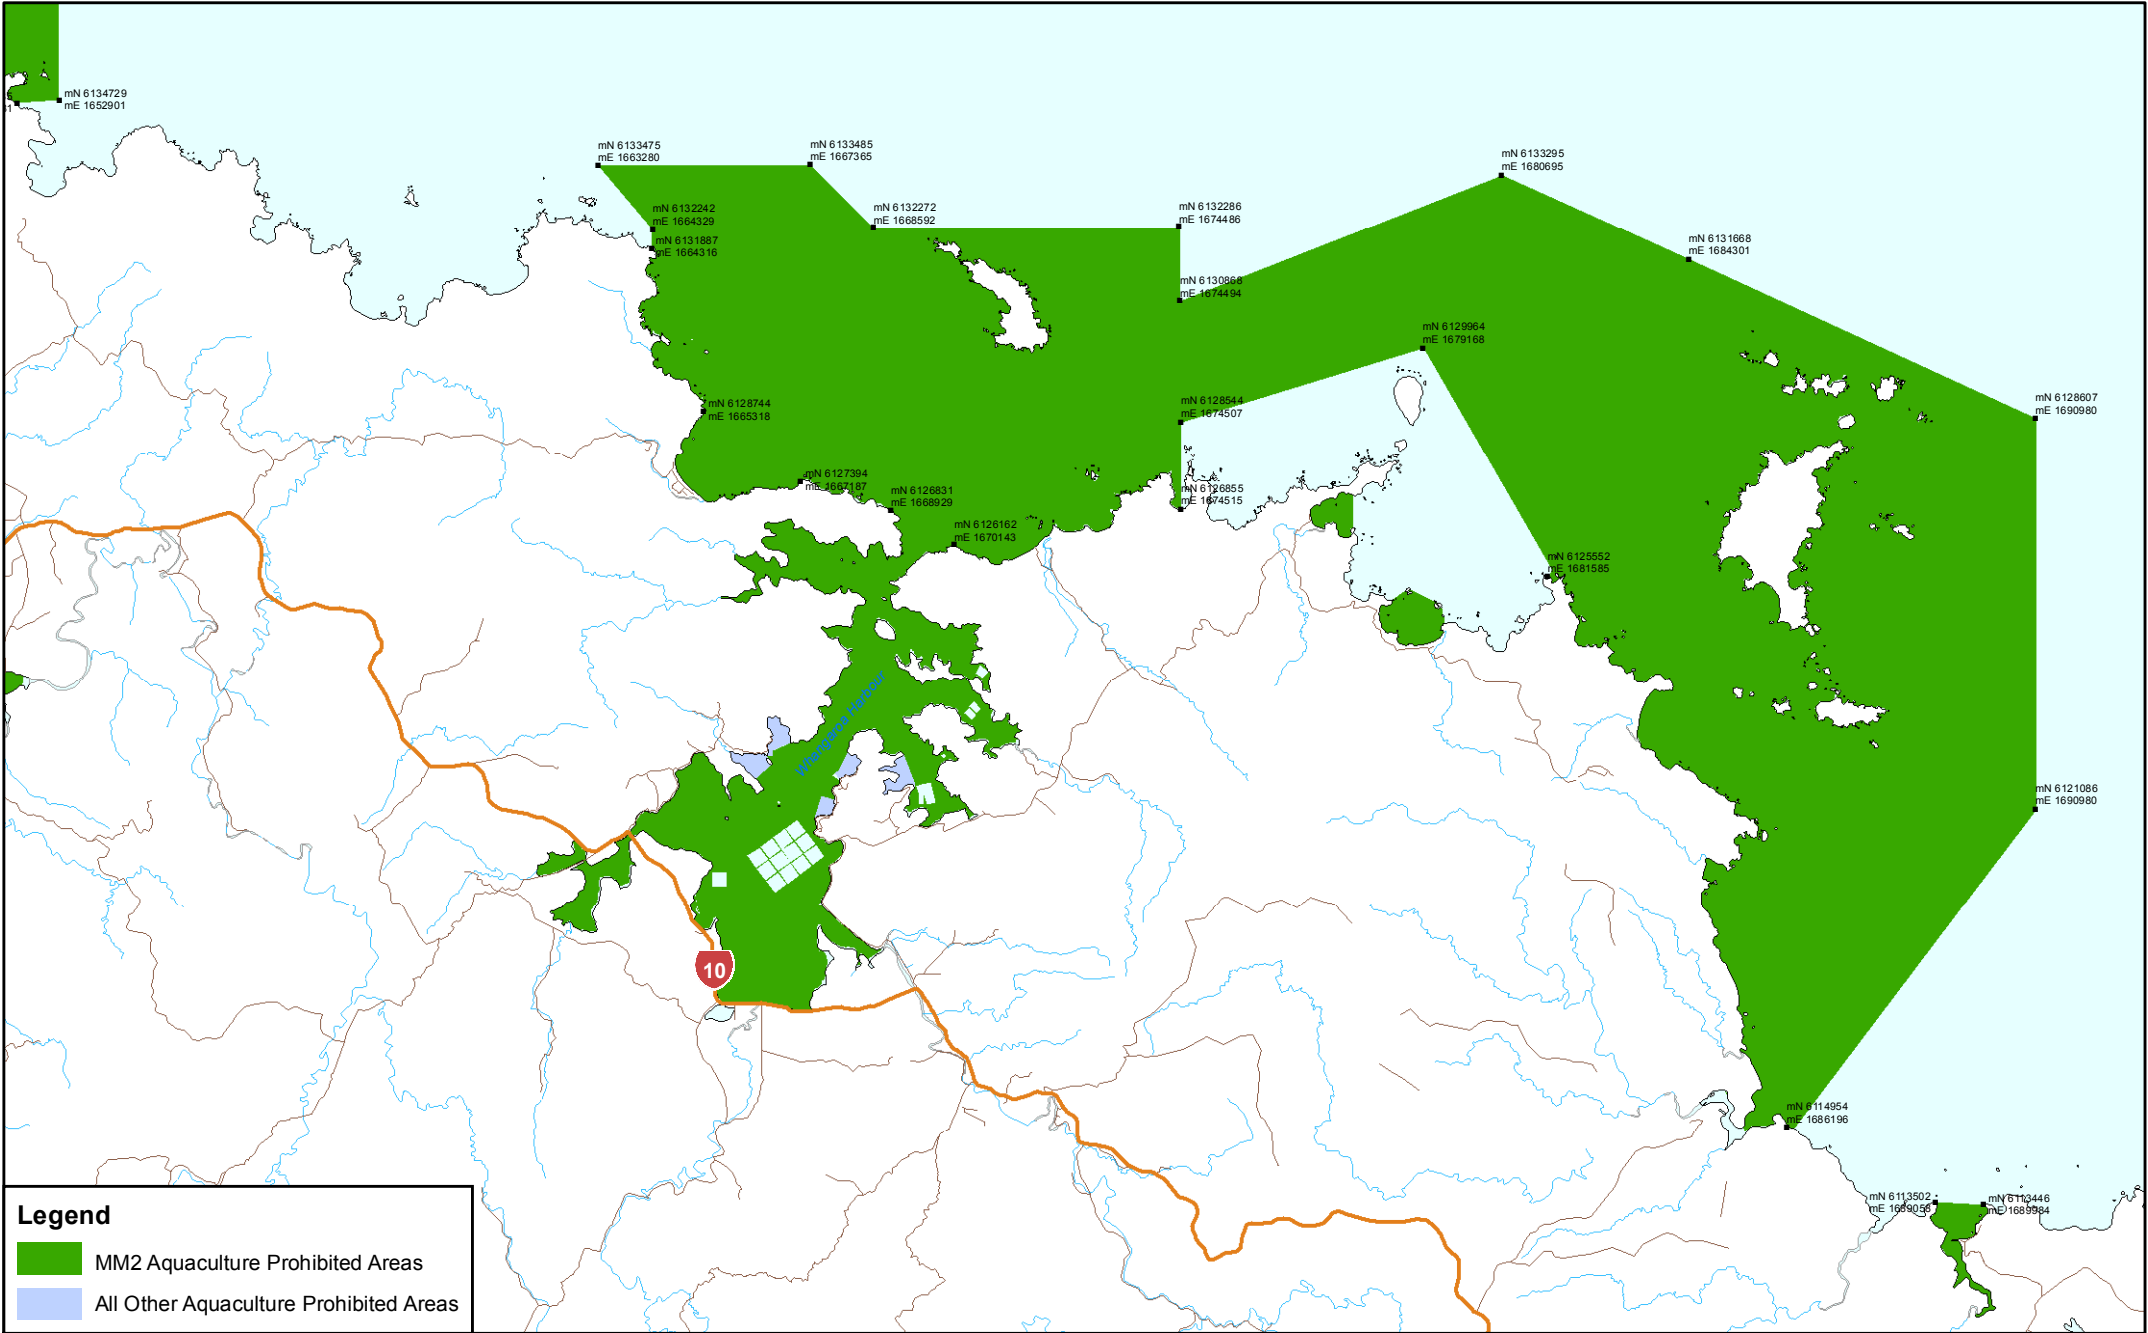 mN 6134729
mE 1652901
mN 6133475
mE 1663280
mN 6133485
mE 1667365
mN 6132242
mE 1664329
mN 6131887
mE 1664316
mN 6132272
mE 1668592
mN 6132286
mE 1674486
mN 6133295
mE 1680695
mN 6131668
mE 1684301
mN 6130868
mE 1674494
mN 6129964
mE 1679168
mN 6128744
mE 1665318
mN 6128544
mE 1674507
mN 6128607
mE 1690980
mN 6127394
mE 1667187
mN 6126831
mE 1668929
mN 6126855
mE 1674515
mN 6126162
mE 1670143
mN 6125552
mE 1681585
Whangaroa Harbour
mN 6121086
mE 1690980
10
mN 6114954
mE 1686196
mN 6113502
mE 1689058
mN 6113446
mE 1689984
Legend
MM2 Aquaculture Prohibited Areas
All Other Aquaculture Prohibited Areas